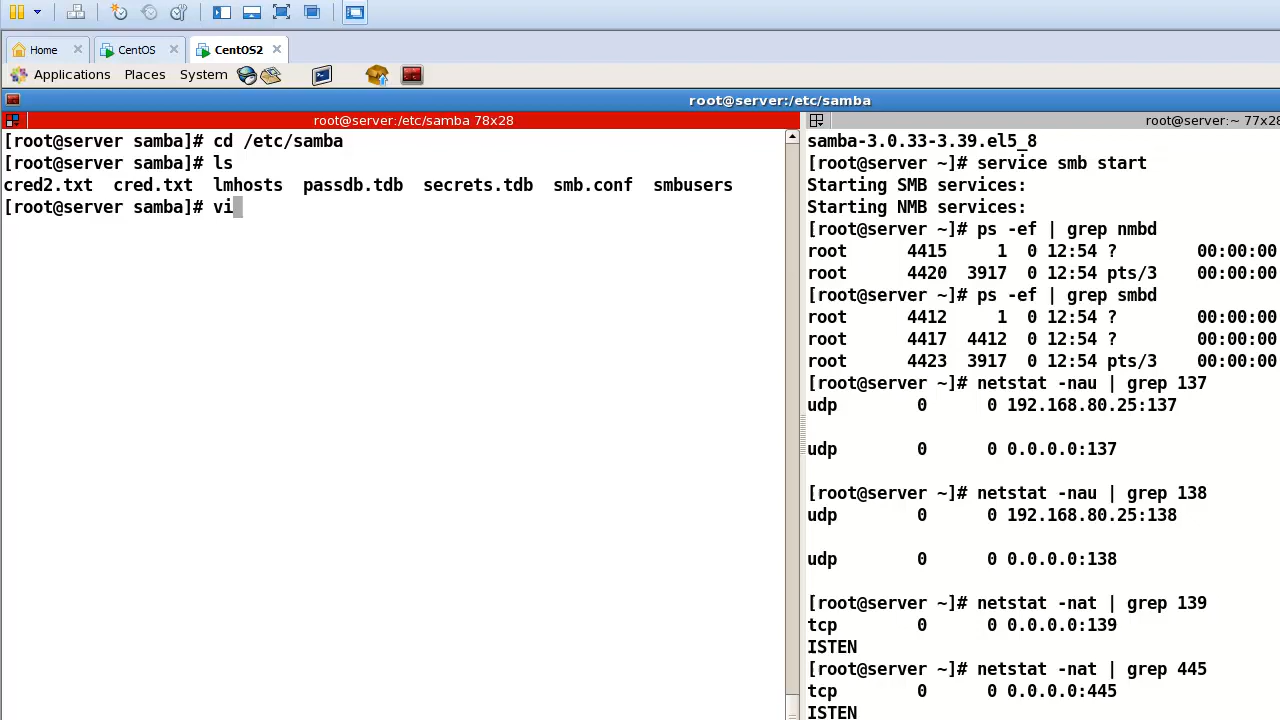 Home CentOS CentOS2
Applications Places System
root@server:/etc/samba
root@server:/etc/samba 78x28
[root@server samba]# cd /etc/samba
[root@server samba]# ls
cred2.txt cred.txt lmhosts passdb.tdb secrets.tdb smb.conf smbusers
[root@server samba]# vi
root@server:~ 77x28
samba-3.0.33-3.39.el5_8
[root@server ~]# service smb start
Starting SMB services:
Starting NMB services:
[root@server ~]# ps -ef | grep nmbd
root 4415 1 0 12:54 ? 00:00:00
root 4420 3917 0 12:54 pts/3 00:00:00
[root@server ~]# ps -ef | grep smbd
root 4412 1 0 12:54 ? 00:00:00
root 4417 4412 0 12:54 ? 00:00:00
root 4423 3917 0 12:54 pts/3 00:00:00
[root@server ~]# netstat -nau | grep 137
udp 0 0 192.168.80.25:137
udp 0 0 0.0.0.0:137
[root@server ~]# netstat -nau | grep 138
udp 0 0 192.168.80.25:138
udp 0 0 0.0.0.0:138
[root@server ~]# netstat -nat | grep 139
tcp 0 0 0.0.0.0:139
ISTEN
[root@server ~]# netstat -nat | grep 445
tcp 0 0 0.0.0.0:445
ISTEN